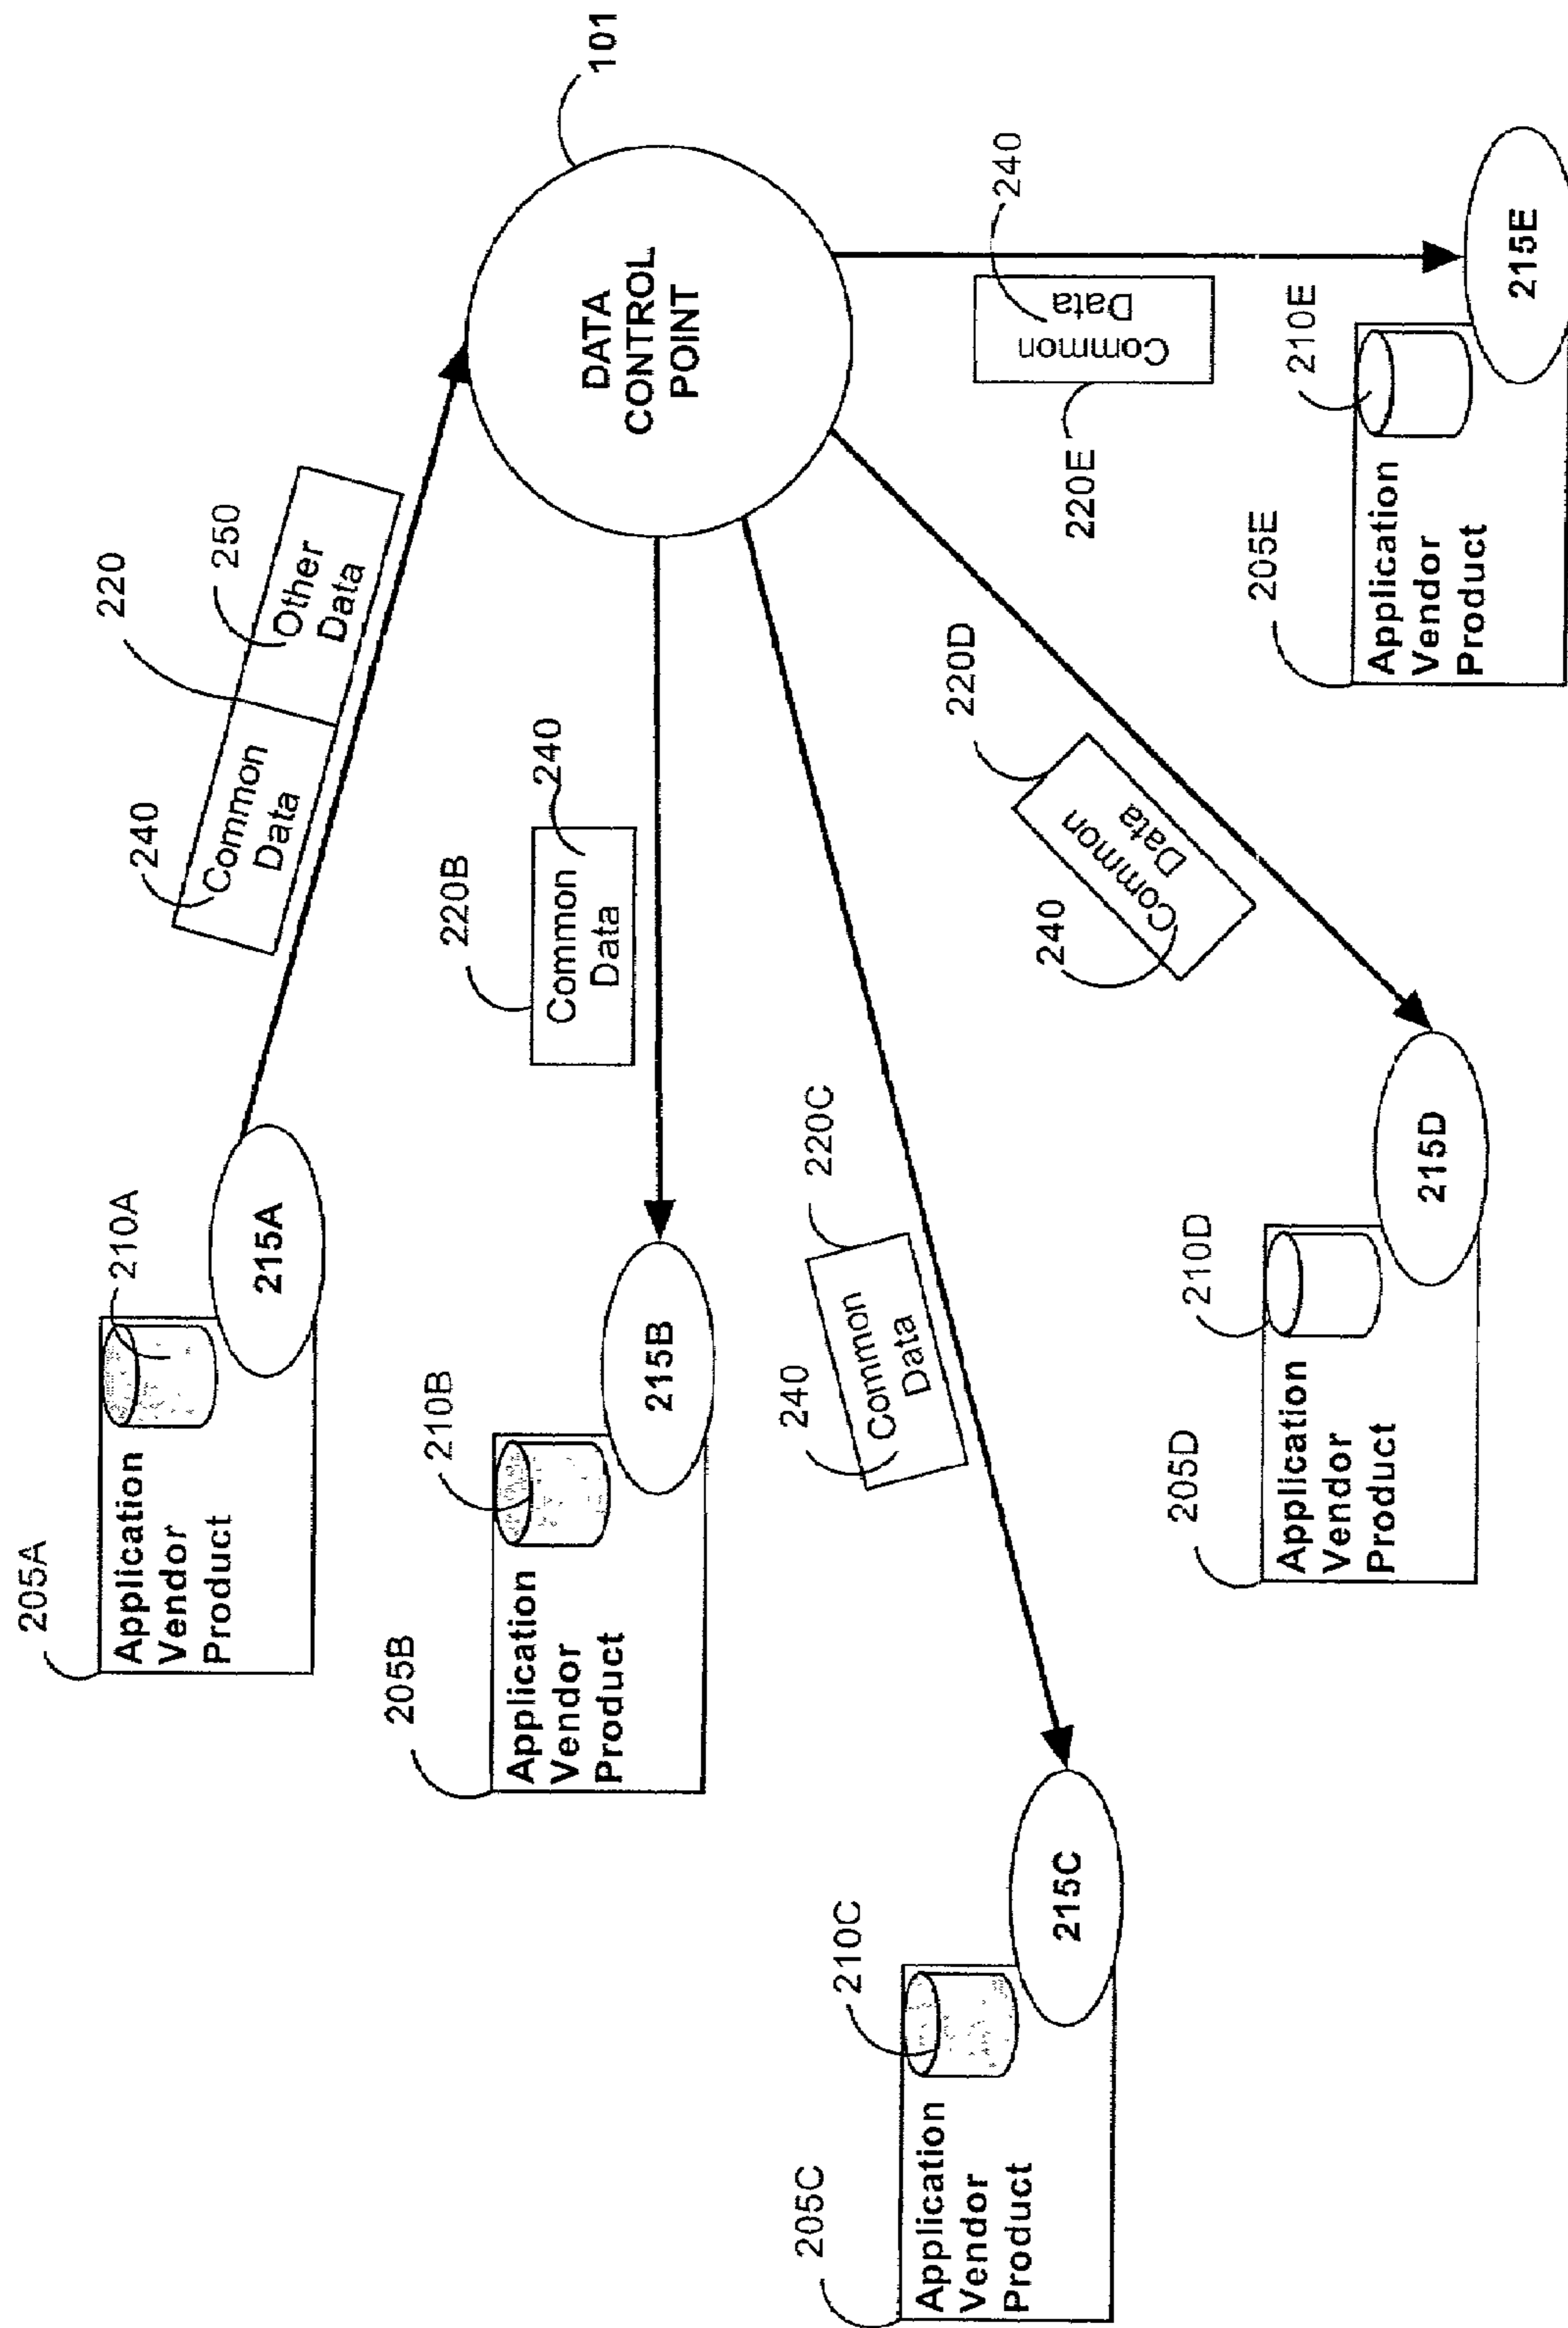 205A
210A
Application
Vendor
Product
215A
240
220
250
Common
Data
Other
Data
101
DATA
CONTROL
POINT
205B
210B
Application
Vendor
Product
215B
220B
240
Common
Data
205C
210C
Application
Vendor
Product
215C
240
220C
Common
Data
205D
210D
Application
Vendor
Product
215D
240
220D
Common
Data
205E
210E
Application
Vendor
Product
215E
220E
240
Common
Data